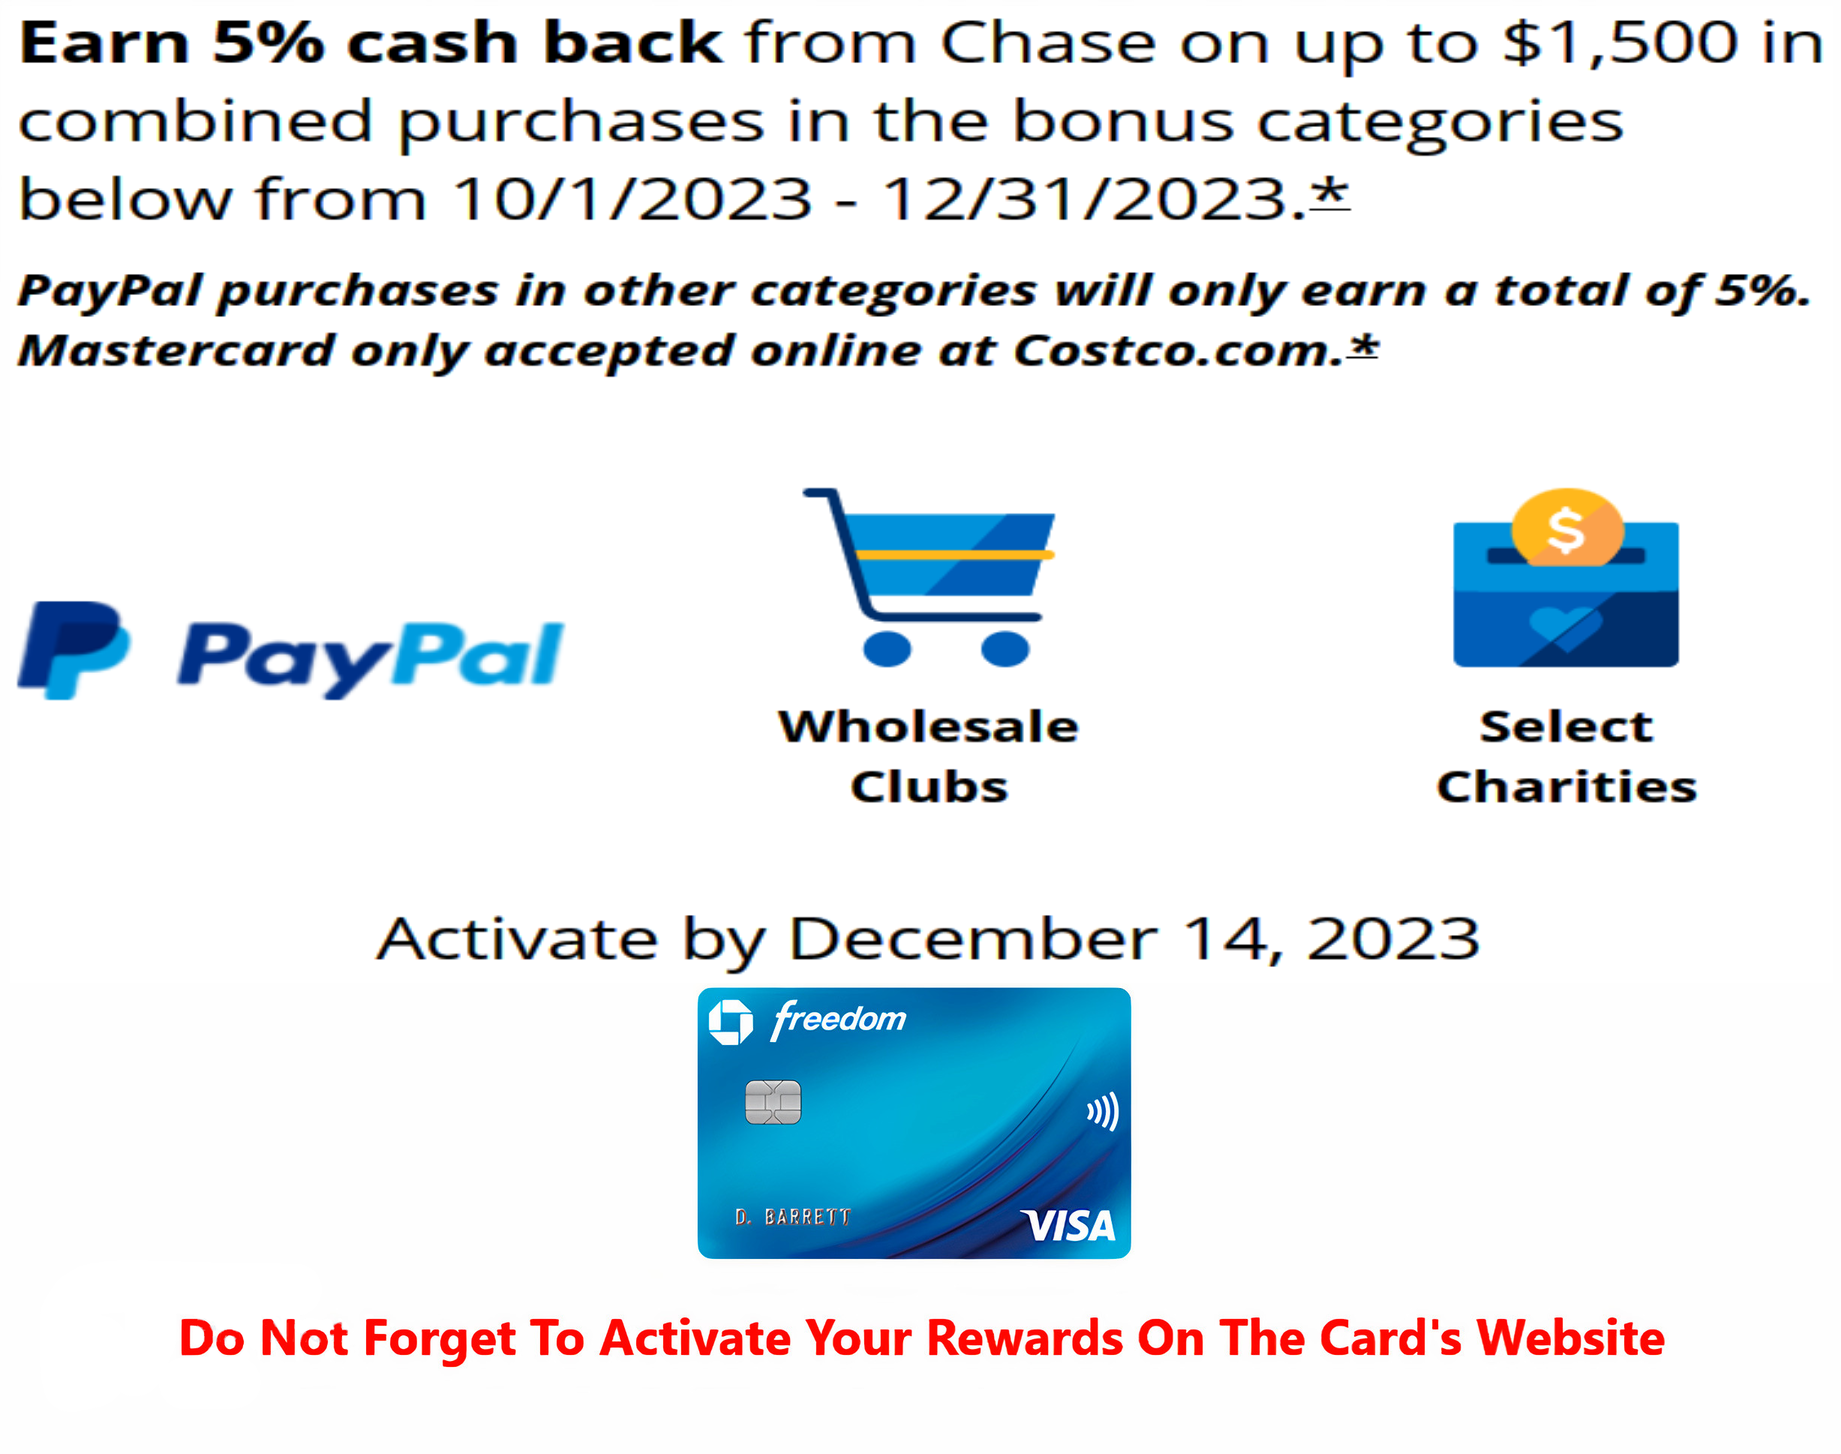 Earn 5% cash back from Chase on up to $1,500 in
combined purchases in the bonus categories
below from 10/1/2023 - 12/31/2023.*
PayPal purchases in other categories will only earn a total of 5%.
Mastercard only accepted online at Costco.com.*
PayPal
$
Wholesale
Clubs
Select
Charities
Activate by December 14, 2023
freedom
D. BARRETT
VISA
Do Not Forget To Activate Your Rewards On The Card's Website